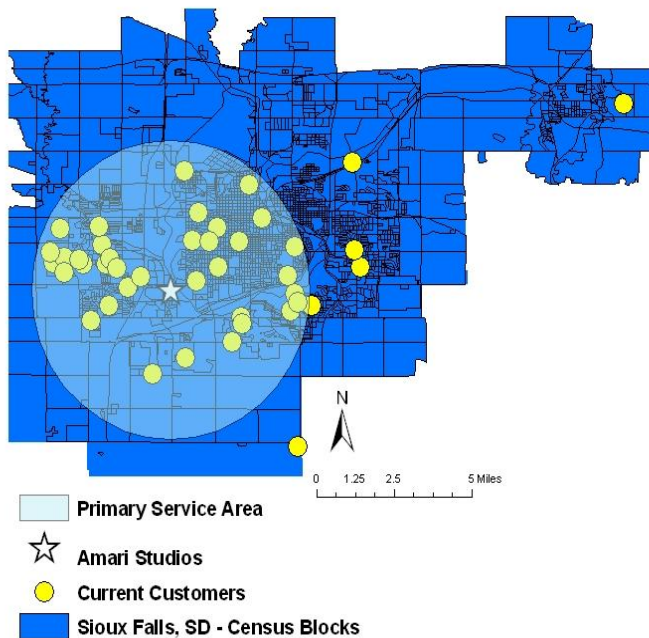 N
0 1.25 2.5 5 Miles
Primary Service Area
Amari Studios
Current Customers
Sioux Falls, SD - Census Blocks